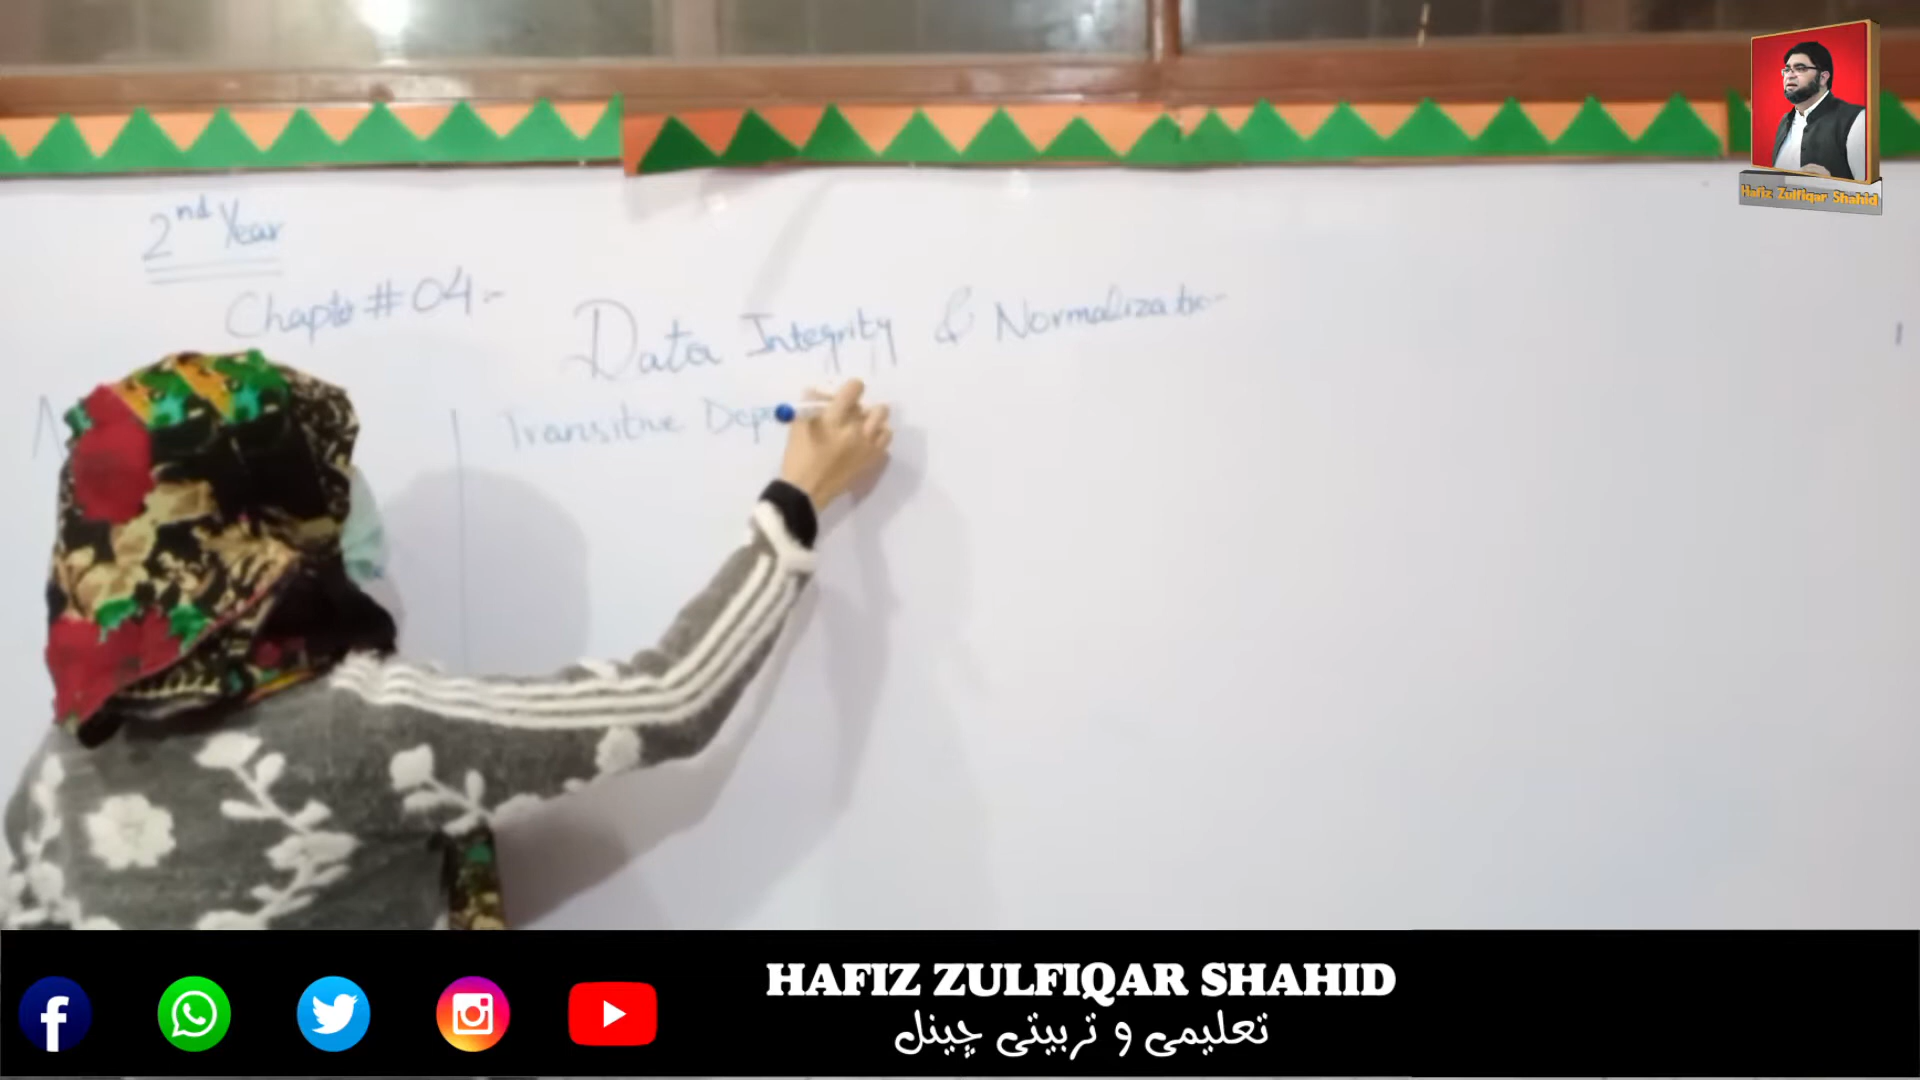 2nd Year
Chapter # 04:-
Data Integrity & Normalization
Transitive Dep
Hafiz Zulfiqar Shahid
HAFIZ ZULFIQAR SHAHID
تعلیمی و تربیتی چینل